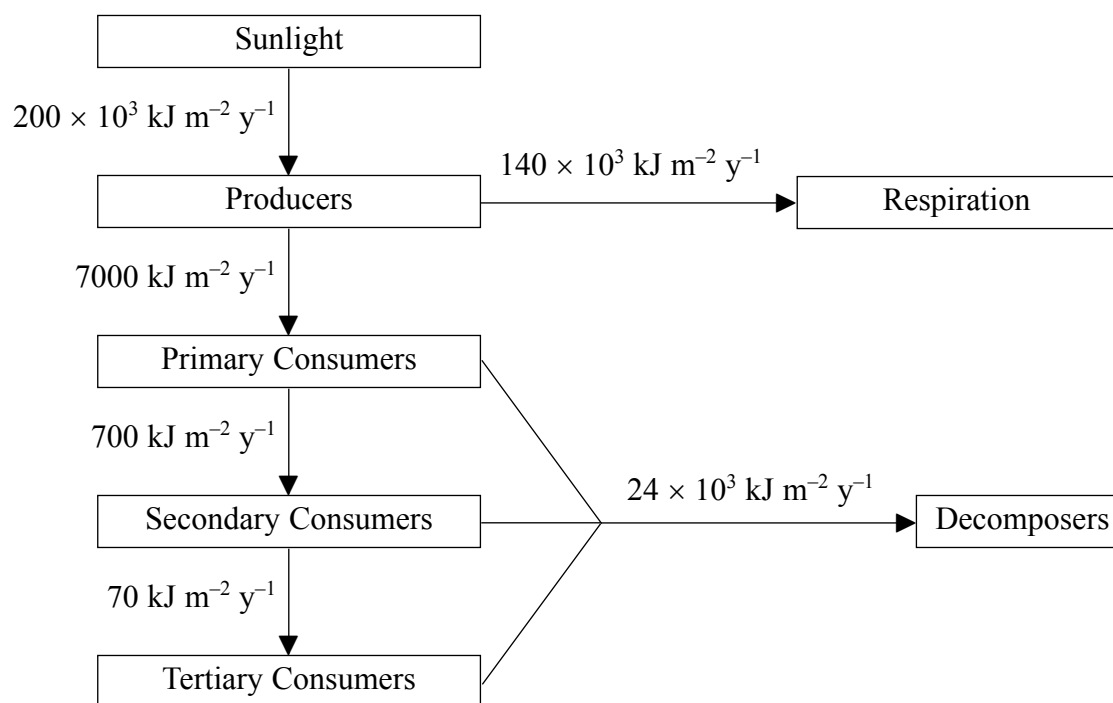 Sunlight
200 × 10³ kJ m⁻² y⁻¹
140 × 10³ kJ m⁻² y⁻¹
Producers
Respiration
7000 kJ m⁻² y⁻¹
Primary Consumers
700 kJ m⁻² y⁻¹
24 × 10³ kJ m⁻² y⁻¹
Secondary Consumers
Decomposers
70 kJ m⁻² y⁻¹
Tertiary Consumers